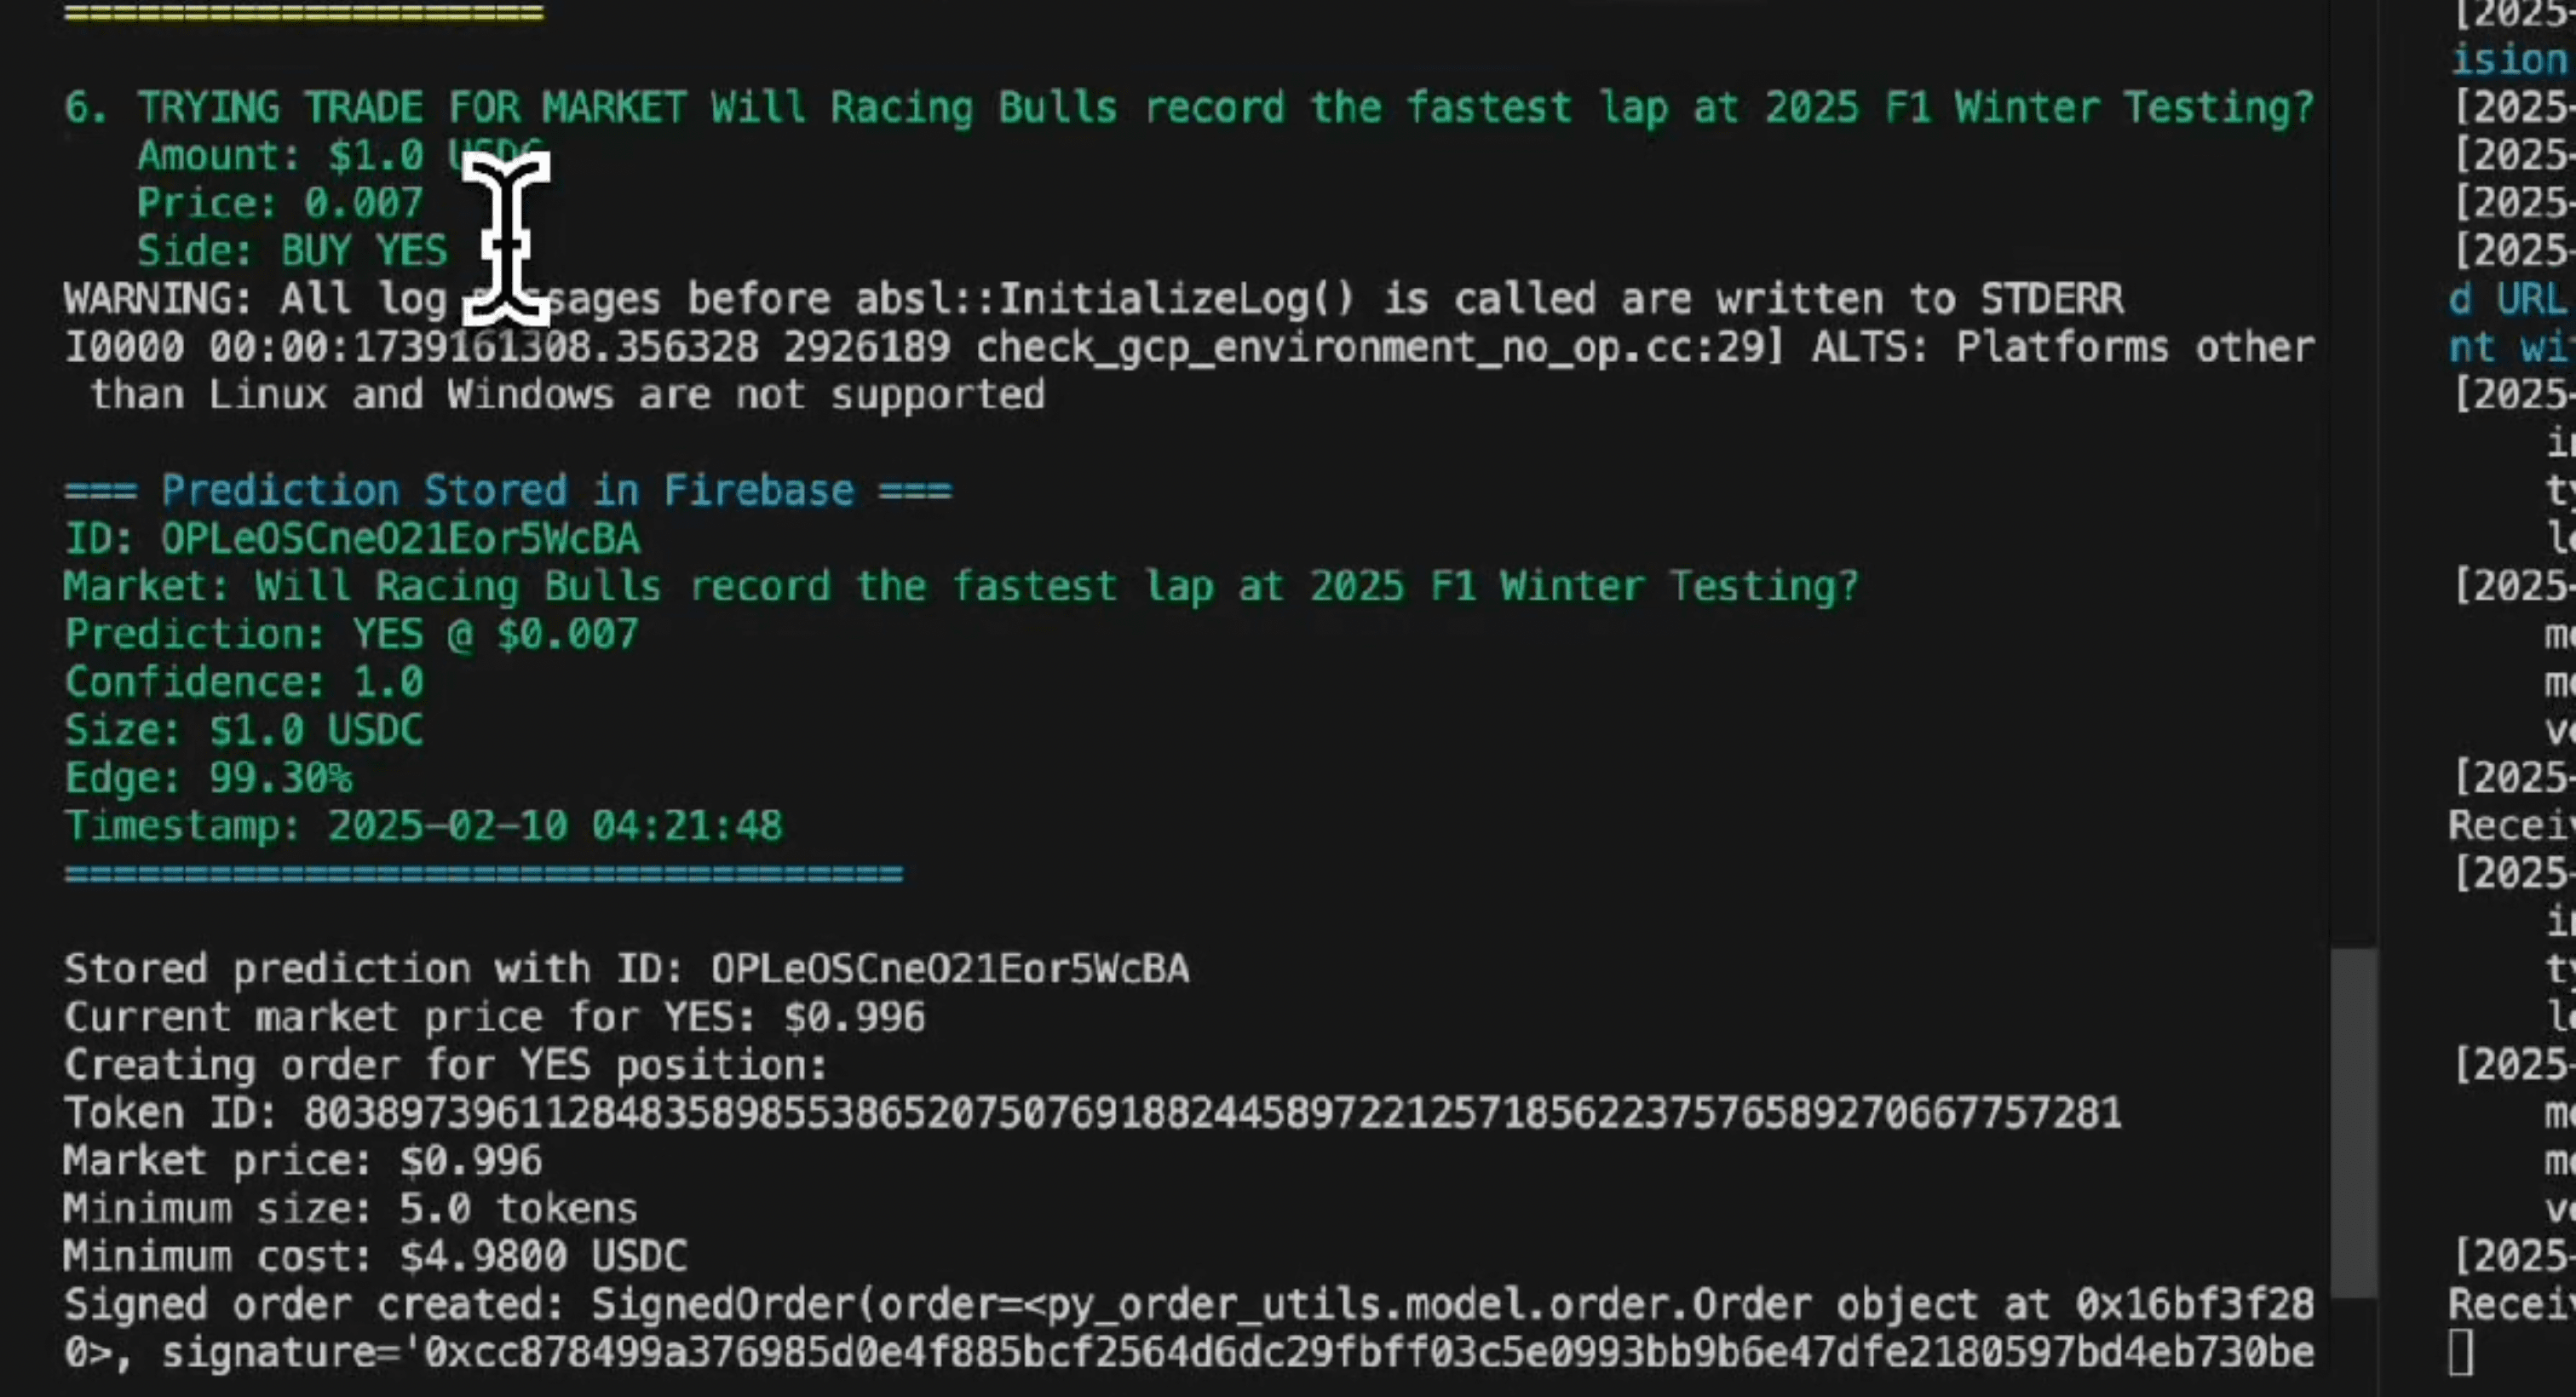 ====================
6. TRYING TRADE FOR MARKET Will Racing Bulls record the fastest lap at 2025 F1 Winter Testing?
Amount: $1.0 USDC
Price: 0.007
Side: BUY YES
WARNING: All log messages before absl::InitializeLog() is called are written to STDERR
I0000 00:00:1739161308.356328 2926189 check_gcp_environment_no_op.cc:29] ALTS: Platforms other
than Linux and Windows are not supported
=== Prediction Stored in Firebase ===
ID: OPLeOSCneO21Eor5WcBA
Market: Will Racing Bulls record the fastest lap at 2025 F1 Winter Testing?
Prediction: YES @ $0.007
Confidence: 1.0
Size: $1.0 USDC
Edge: 99.30%
Timestamp: 2025-02-10 04:21:48
===================================
Stored prediction with ID: OPLeOSCneO21Eor5WcBA
Current market price for YES: $0.996
Creating order for YES position:
Token ID: 8038973961128483589855386520750769188244589722125718562237576589270667757281
Market price: $0.996
Minimum size: 5.0 tokens
Minimum cost: $4.9800 USDC
Signed order created: SignedOrder(order=<py_order_utils.model.order.Order object at 0x16bf3f28
0>, signature='0xcc878499a376985d0e4f885bcf2564d6dc29fbff03c5e0993bb9b6e47dfe2180597bd4eb730be
[2025-
ision
[2025-
[2025-
[2025-
[2025-
d URL
nt wi
[2025-
in
ty
[2025-
[2025-
Receiv
[2025-
in
ty
[2025-
[2025-
Receiv